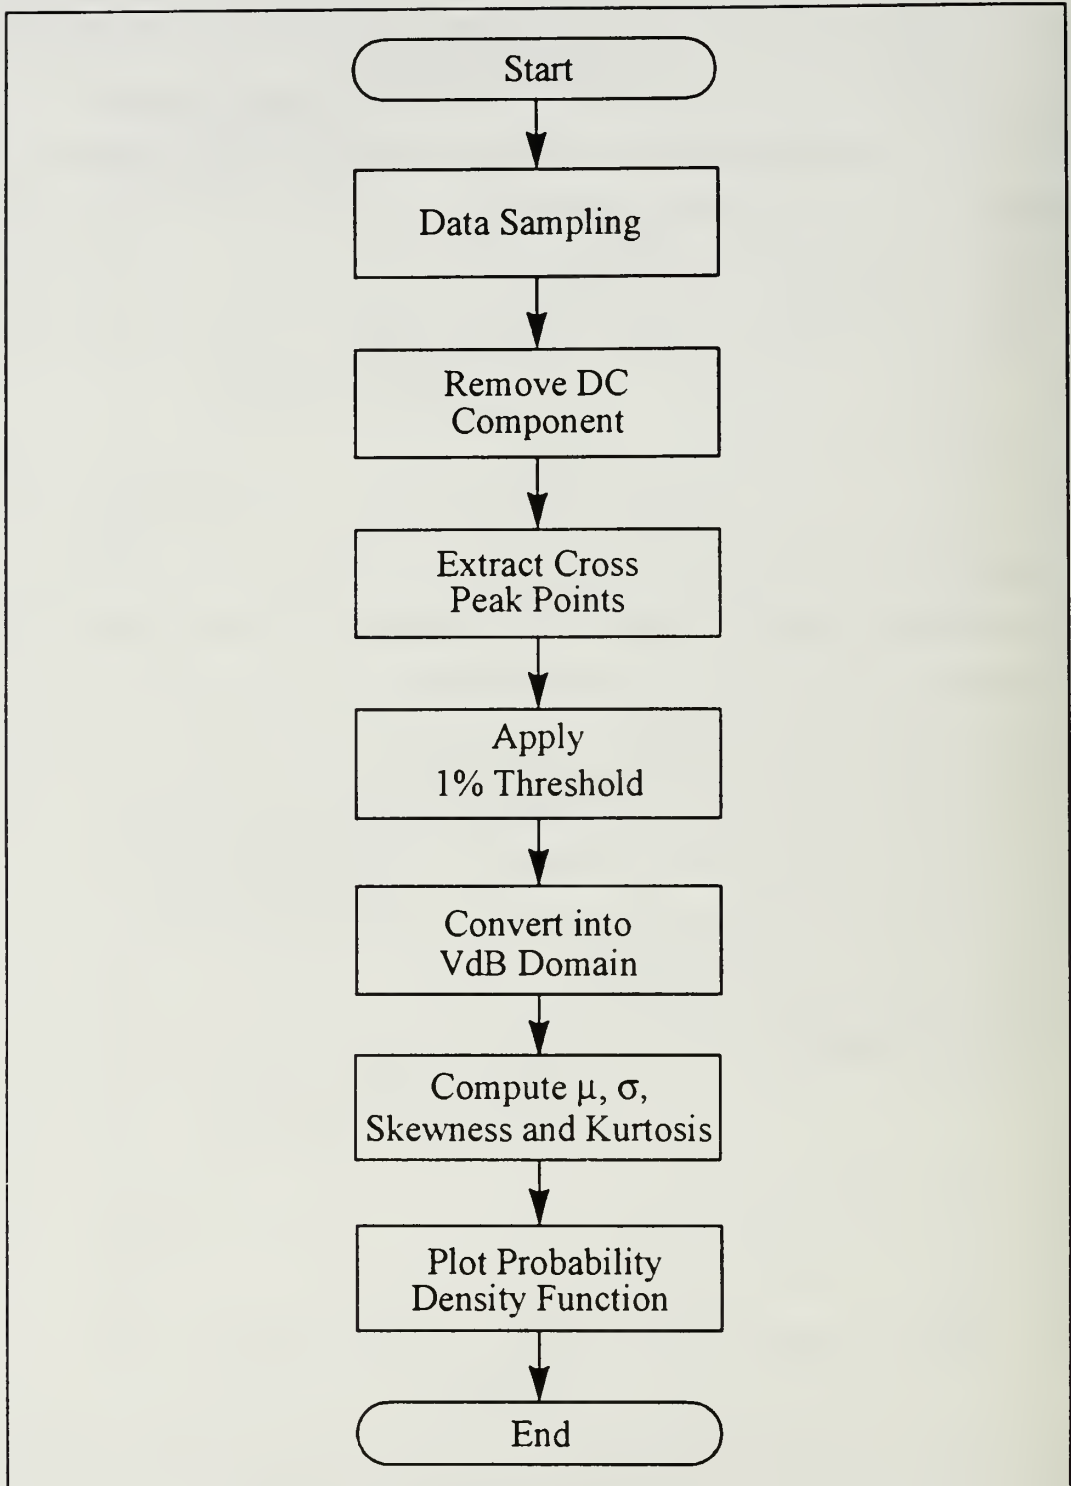 Start
Data Sampling
Remove DC
Component
Extract Cross
Peak Points
Apply
1% Threshold
Convert into
VdB Domain
Compute μ, σ,
Skewness and Kurtosis
Plot Probability
Density Function
End